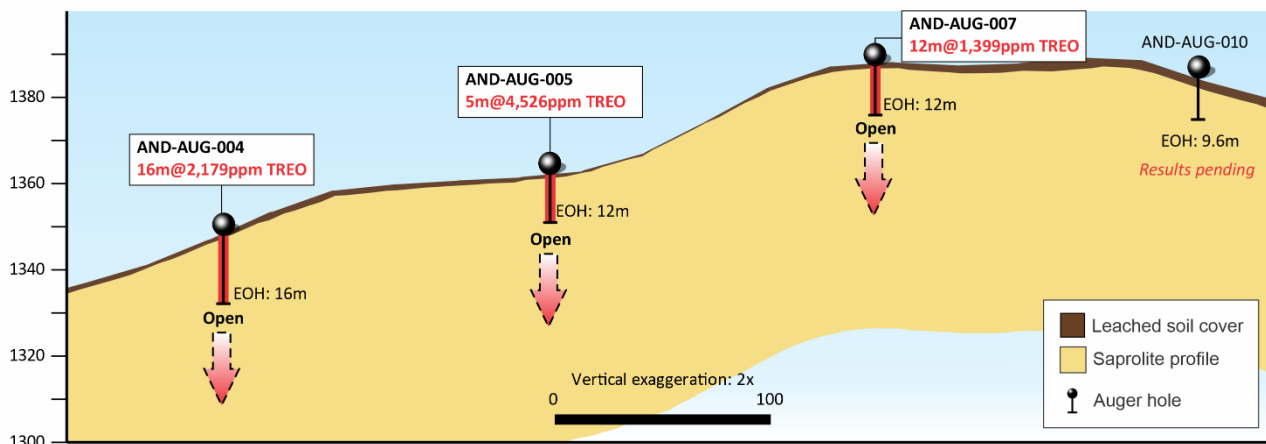 AND-AUG-007
12m@1,399ppm TREO
AND-AUG-010
AND-AUG-005
5m@4,526ppm TREO
AND-AUG-004
16m@2,179ppm TREO
1380
1360
1340
1320
1300
EOH: 12m
Open
EOH: 9.6m
Results pending
EOH: 12m
Open
EOH: 16m
Open
Vertical exaggeration: 2x
0 100
Leached soil cover
Saprolite profile
Auger hole